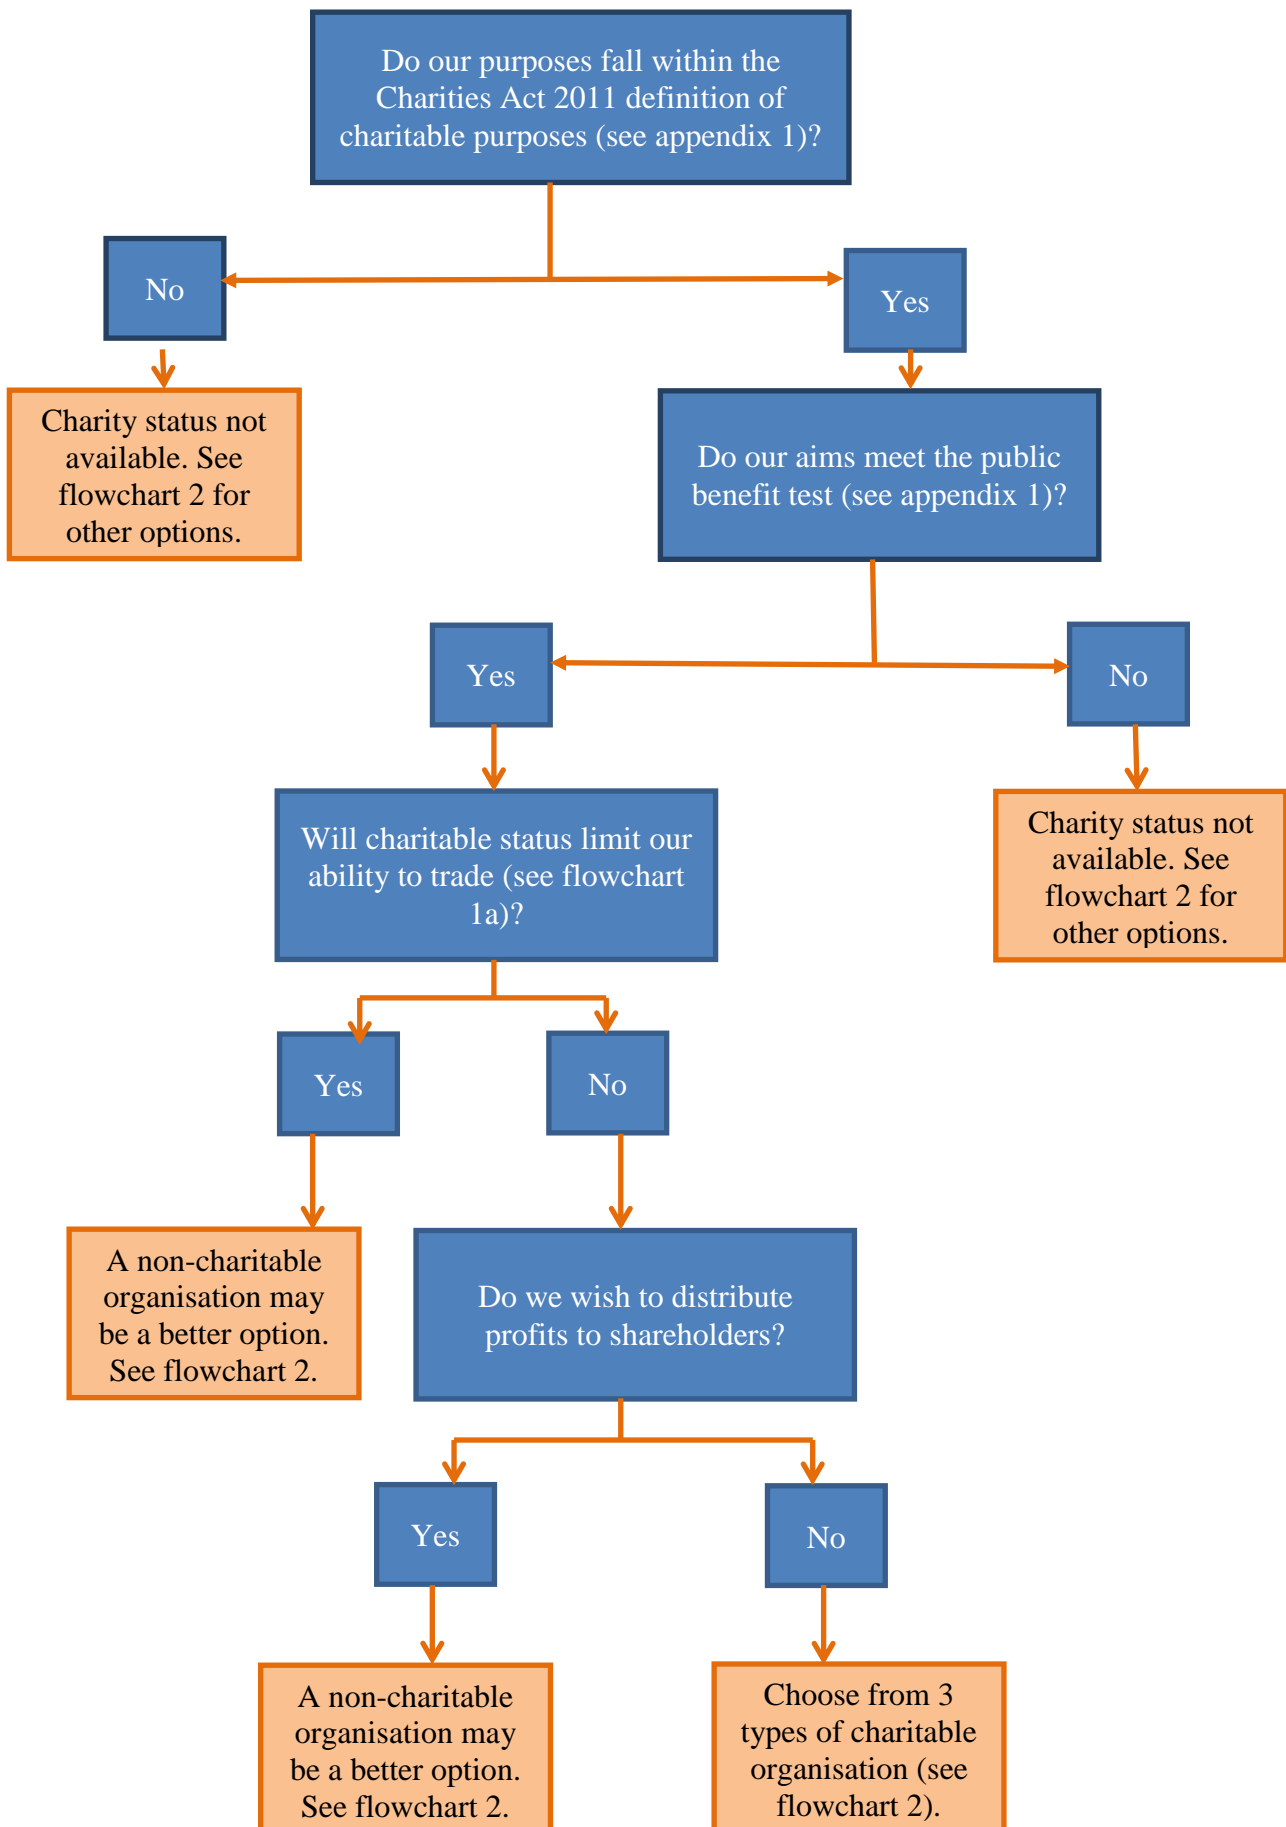 Do our purposes fall within the
Charities Act 2011 definition of
charitable purposes (see appendix 1)?
No
Yes
Charity status not
available. See
flowchart 2 for
other options.
Do our aims meet the public
benefit test (see appendix 1)?
Yes
No
Will charitable status limit our
ability to trade (see flowchart
1a)?
Charity status not
available. See
flowchart 2 for
other options.
Yes
No
A non-charitable
organisation may
be a better option.
See flowchart 2.
Do we wish to distribute
profits to shareholders?
Yes
No
A non-charitable
organisation may
be a better option.
See flowchart 2.
Choose from 3
types of charitable
organisation (see
flowchart 2).